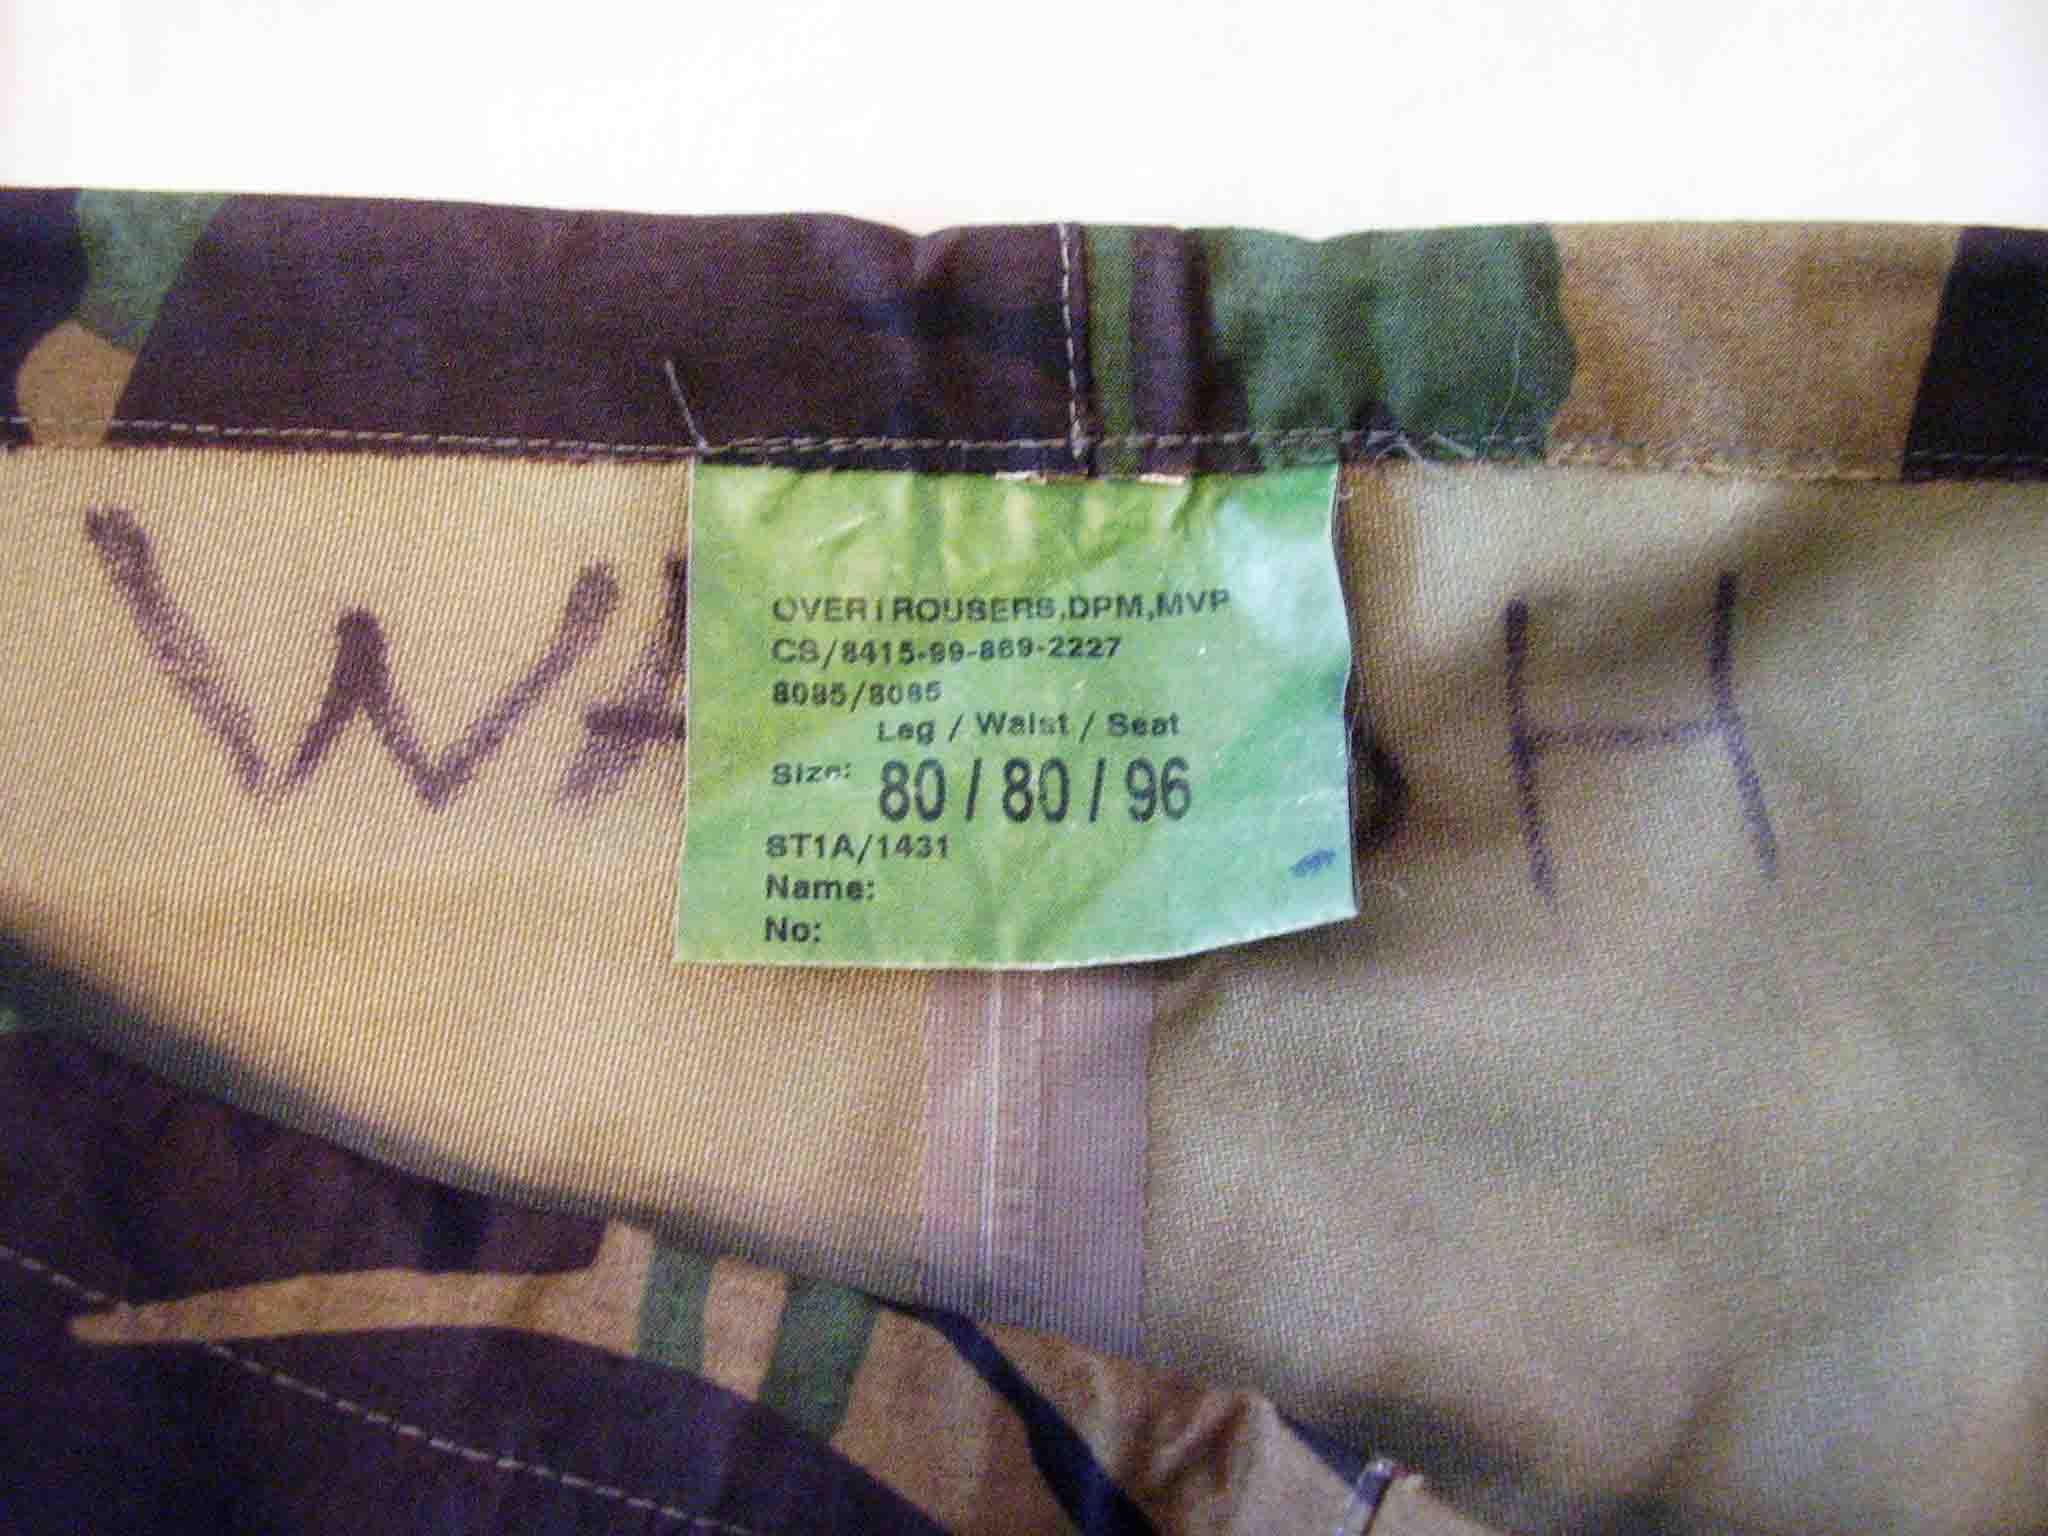 OVERTROUSERS,DPM,MVP
CS/8415-99-869-2227
8085/8085
Leg / Waist / Seat
Size: 80 / 80 / 96
ST1A/1431
Name:
No: